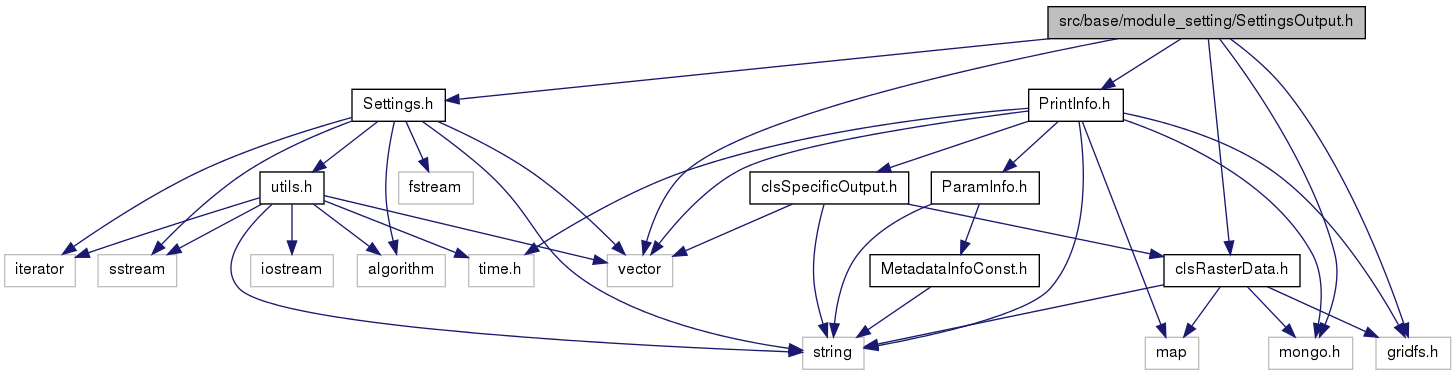 src/base/module_setting/SettingsOutput.h
Settings.h
PrintInfo.h
utils.h
fstream
clsSpecificOutput.h
ParamInfo.h
iterator
sstream
iostream
algorithm
time.h
vector
MetadataInfoConst.h
clsRasterData.h
string
map
mongo.h
gridfs.h